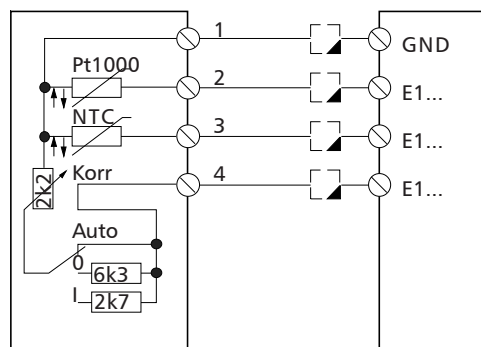 1
GND
Pt1000
2
E1...
NTC
3
E1...
Korr
4
E1...
2k2
Auto
0
6k3
I
2k7